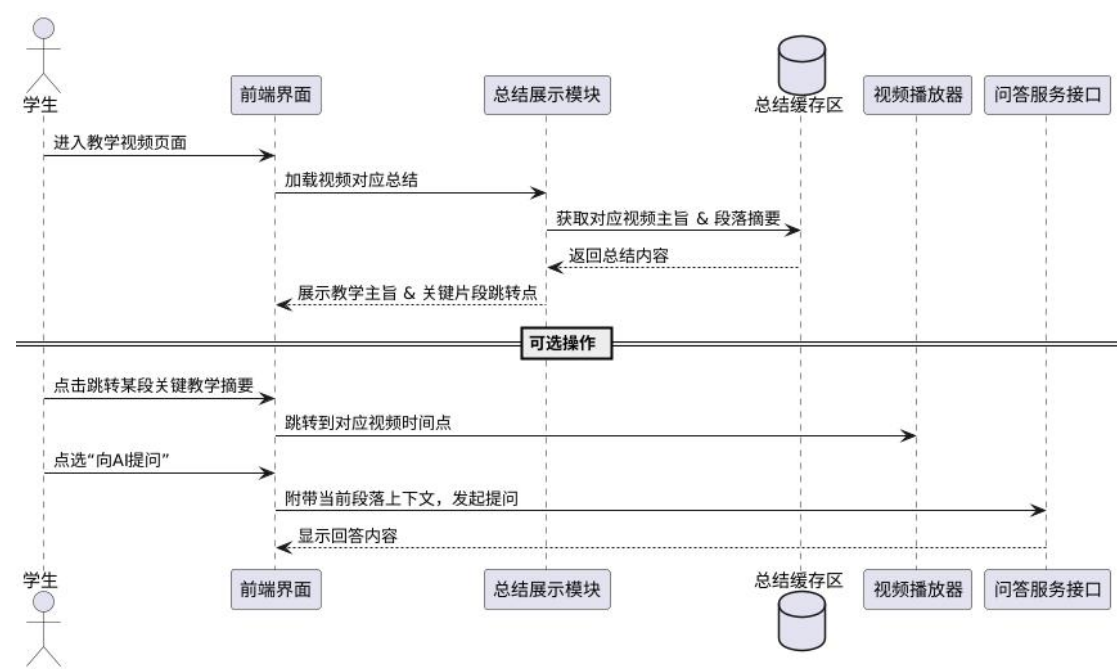 学生
前端界面
总结展示模块
总结缓存区
视频播放器
问答服务接口
进入教学视频页面
加载视频对应总结
获取对应视频主旨 & 段落摘要
返回总结内容
展示教学主旨 & 关键片段跳转点
可选操作
点击跳转某段关键教学摘要
跳转到对应视频时间点
点选“向AI提问”
附带当前段落上下文，发起提问
显示回答内容
学生
前端界面
总结展示模块
总结缓存区
视频播放器
问答服务接口